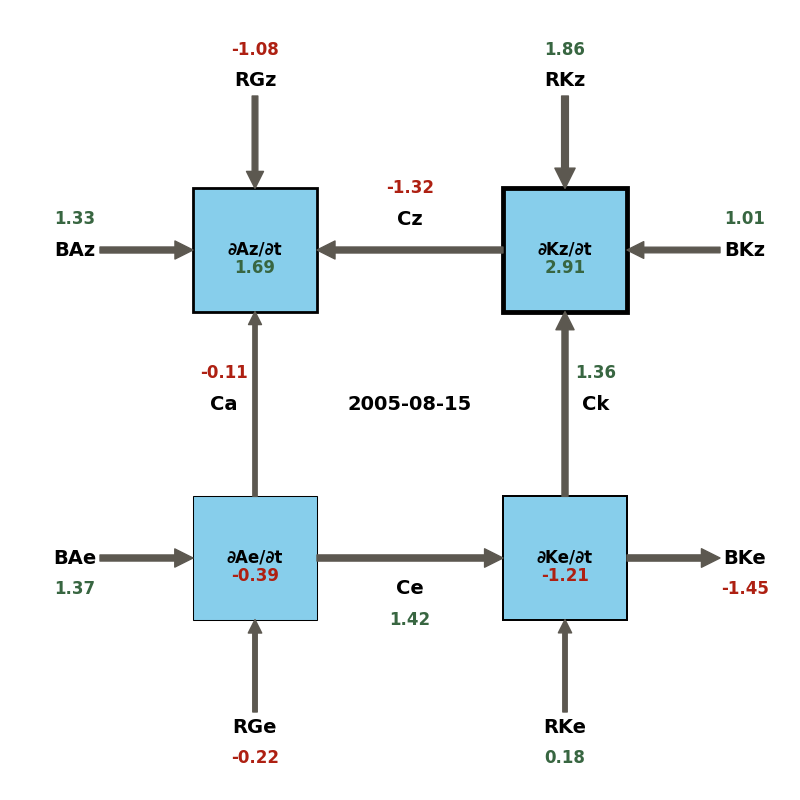 -1.08
RGz
1.86
RKz
-1.32
Cz
1.33
BAz
∂Az/∂t
1.69
∂Kz/∂t
2.91
1.01
BKz
-0.11
Ca
2005-08-15
1.36
Ck
BAe
1.37
∂Ae/∂t
-0.39
Ce
1.42
∂Ke/∂t
-1.21
BKe
-1.45
RGe
-0.22
RKe
0.18